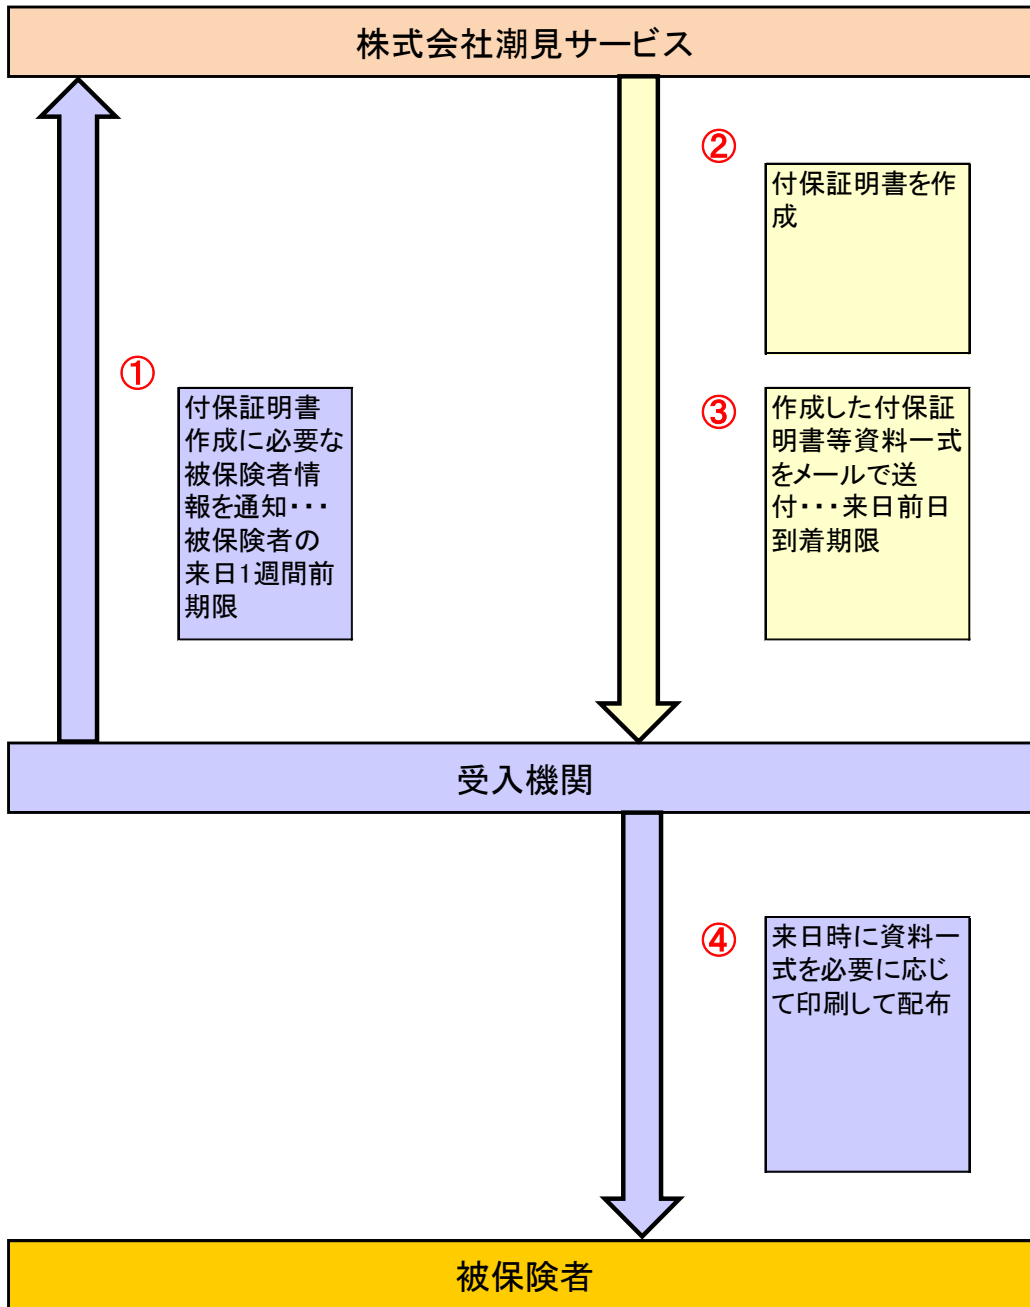 株式会社潮見サービス
②
付保証明書を作
成
①
付保証明書
作成に必要な
被保険者情
報を通知・・・
被保険者の
来日1週間前
期限
③
作成した付保証
明書等資料一式
をメールで送
付・・・来日前日
到着期限
受入機関
④
来日時に資料一
式を必要に応じ
て印刷して配布
被保険者